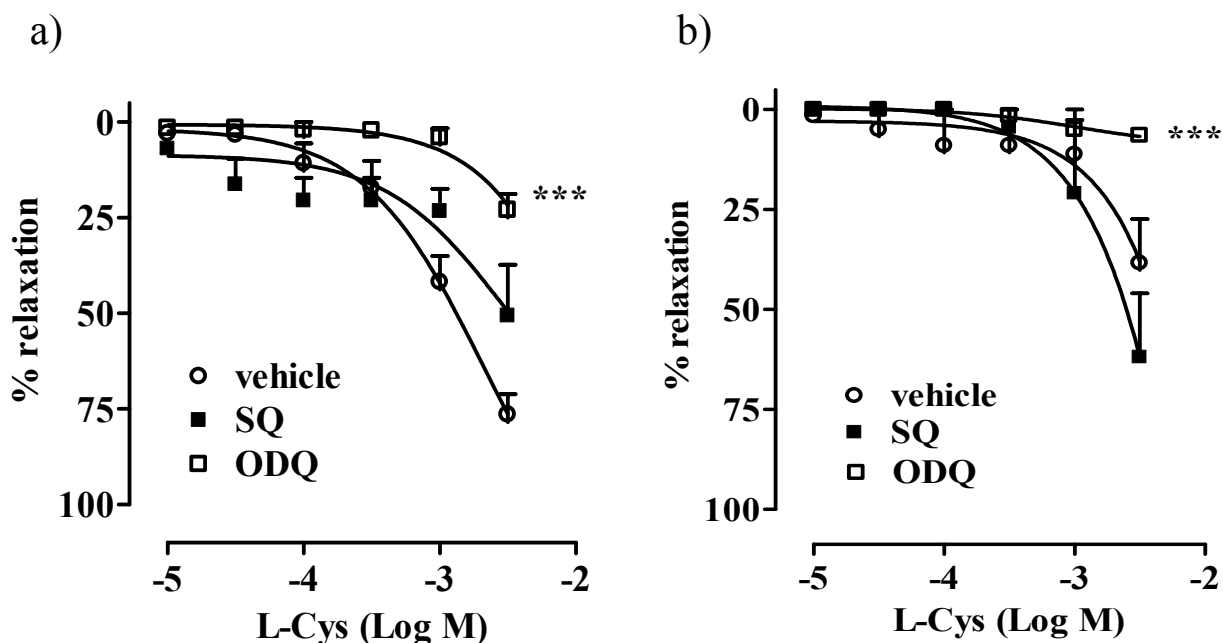 a)
0
25
50
75
100
% relaxation
***
vehicle
SQ
ODQ
-5
-4
-3
-2
L-Cys (Log M)
b)
0
25
50
75
100
% relaxation
***
vehicle
SQ
ODQ
-5
-4
-3
-2
L-Cys (Log M)